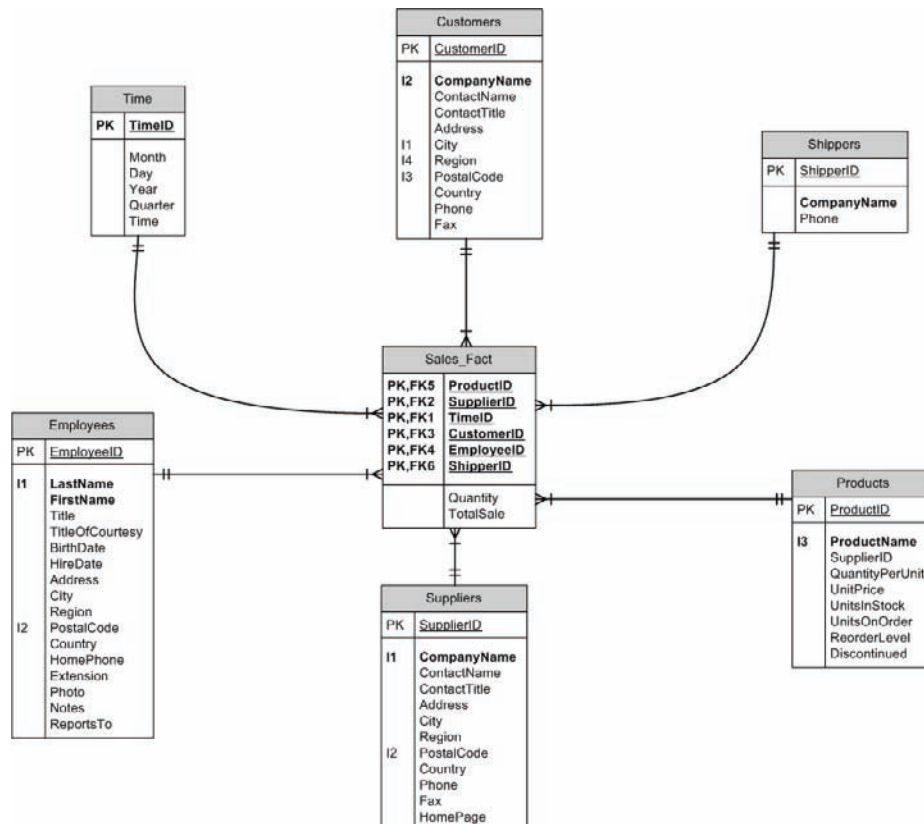 Customers
PK CustomerID
I2 CompanyName
ContactName
ContactTitle
Address
I1 City
I4 Region
I3 PostalCode
Country
Phone
Fax
Time
PK TimeID
Month
Day
Year
Quarter
Time
Shippers
PK ShipperID
CompanyName
Phone
Sales_Fact
PK,FK5 ProductID
PK,FK2 SupplierID
PK,FK1 TimeID
PK,FK3 CustomerID
PK,FK4 EmployeeID
PK,FK6 ShipperID
Quantity
TotalSale
Employees
PK EmployeeID
I1 LastName
FirstName
Title
TitleOfCourtesy
BirthDate
HireDate
Address
City
Region
I2 PostalCode
Country
HomePhone
Extension
Photo
Notes
ReportsTo
Products
PK ProductID
I3 ProductName
SupplierID
QuantityPerUnit
UnitPrice
UnitsInStock
UnitsOnOrder
ReorderLevel
Discontinued
Suppliers
PK SupplierID
I1 CompanyName
ContactName
ContactTitle
Address
City
Region
I2 PostalCode
Country
Phone
Fax
HomePage